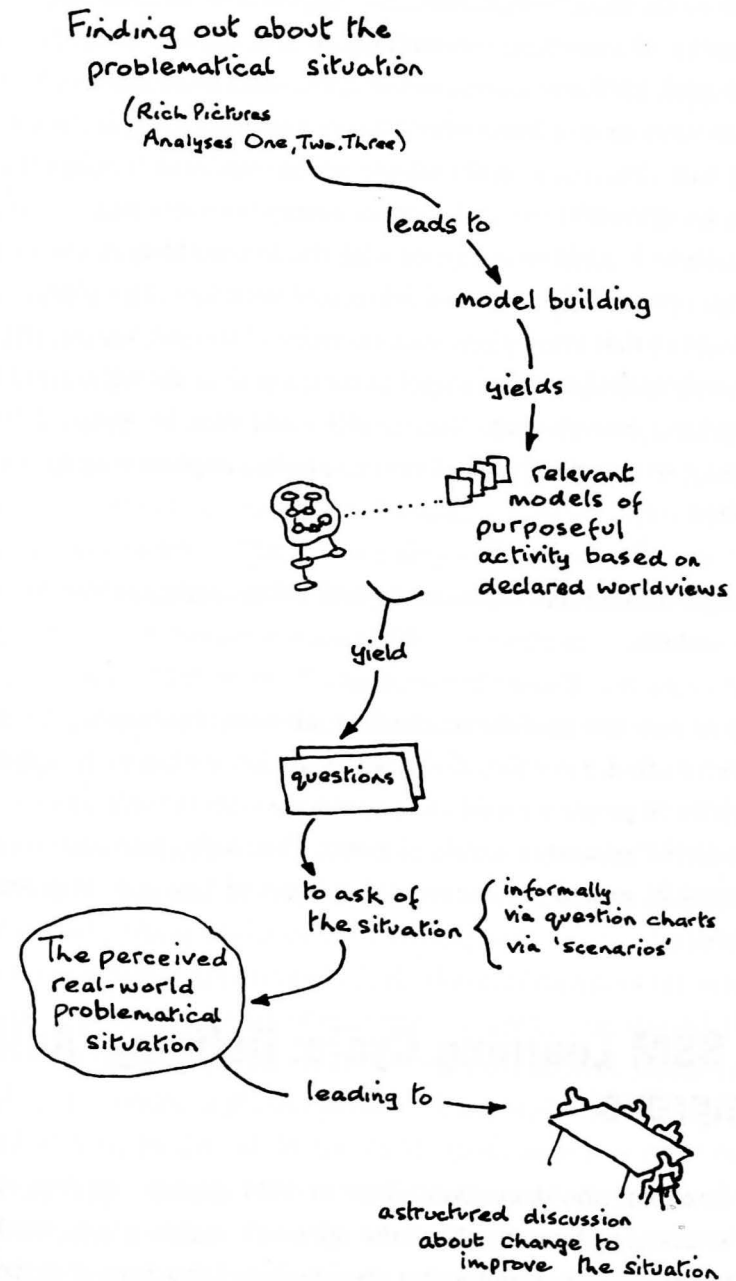 Finding out about the
problematical situation
(Rich Pictures
Analyses One, Two, Three)
leads to
model building
yields
relevant
models of
purposeful
activity based on
declared worldviews
yield
questions
to ask of
the situation
informally
via question charts
via 'scenarios'
The perceived
real-world
problematical
situation
leading to
a structured discussion
about change to
improve the situation